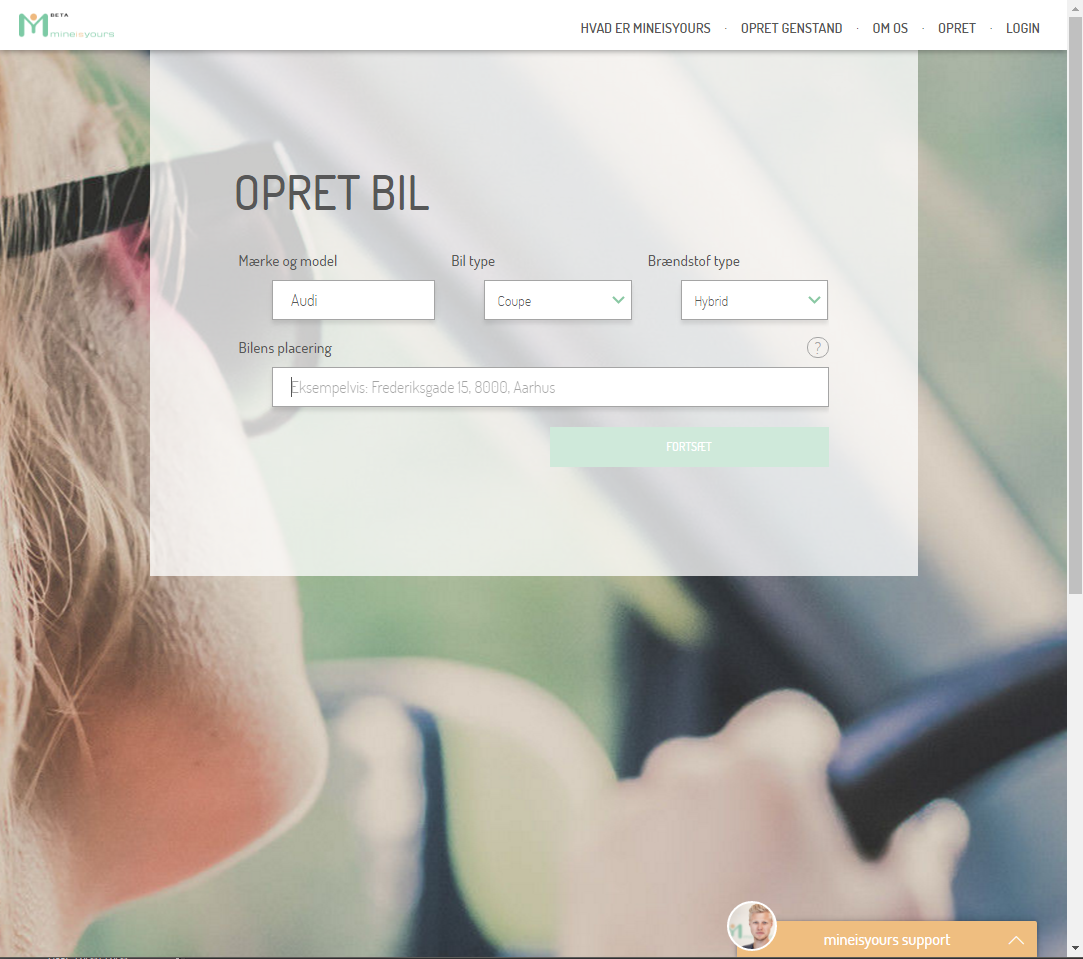 BETA
mineisyours
HVAD ER MINEISYOURS · OPRET GENSTAND · OM OS · OPRET · LOGIN
OPRET BIL
Mærke og model Bil type Brændstof type
Audi Coupe Hybrid
Bilens placering ?
Eksempelvis: Frederiksgade 15, 8000, Aarhus
FORTSÆT
mineisyours support